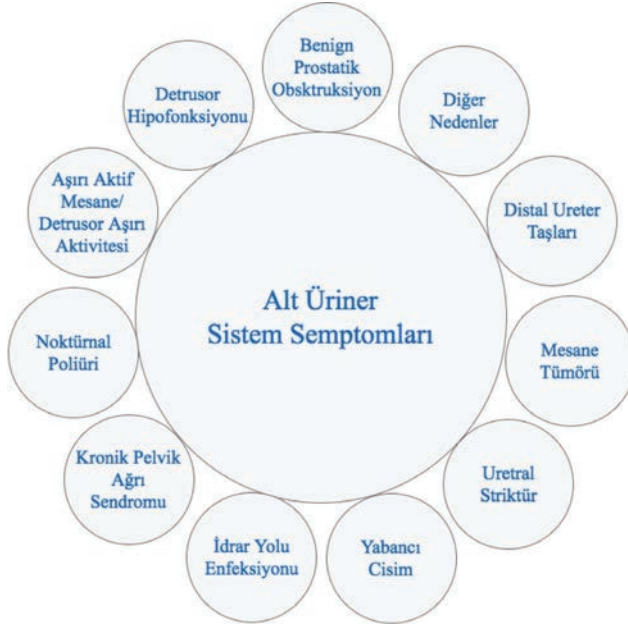 Benign
Prostatik
Obsktruksiyon
Diğer
Nedenler
Distal Ureter
Taşları
Mesane
Tümörü
Uretral
Striktür
Yabancı
Cisim
İdrar Yolu
Enfeksiyonu
Kronik Pelvik
Ağrı
Sendromu
Noktürnal
Poliüri
Aşırı Aktif
Mesane/
Detrusor Aşırı
Aktivitesi
Detrusor
Hipofonksiyonu
Alt Üriner
Sistem Semptomları